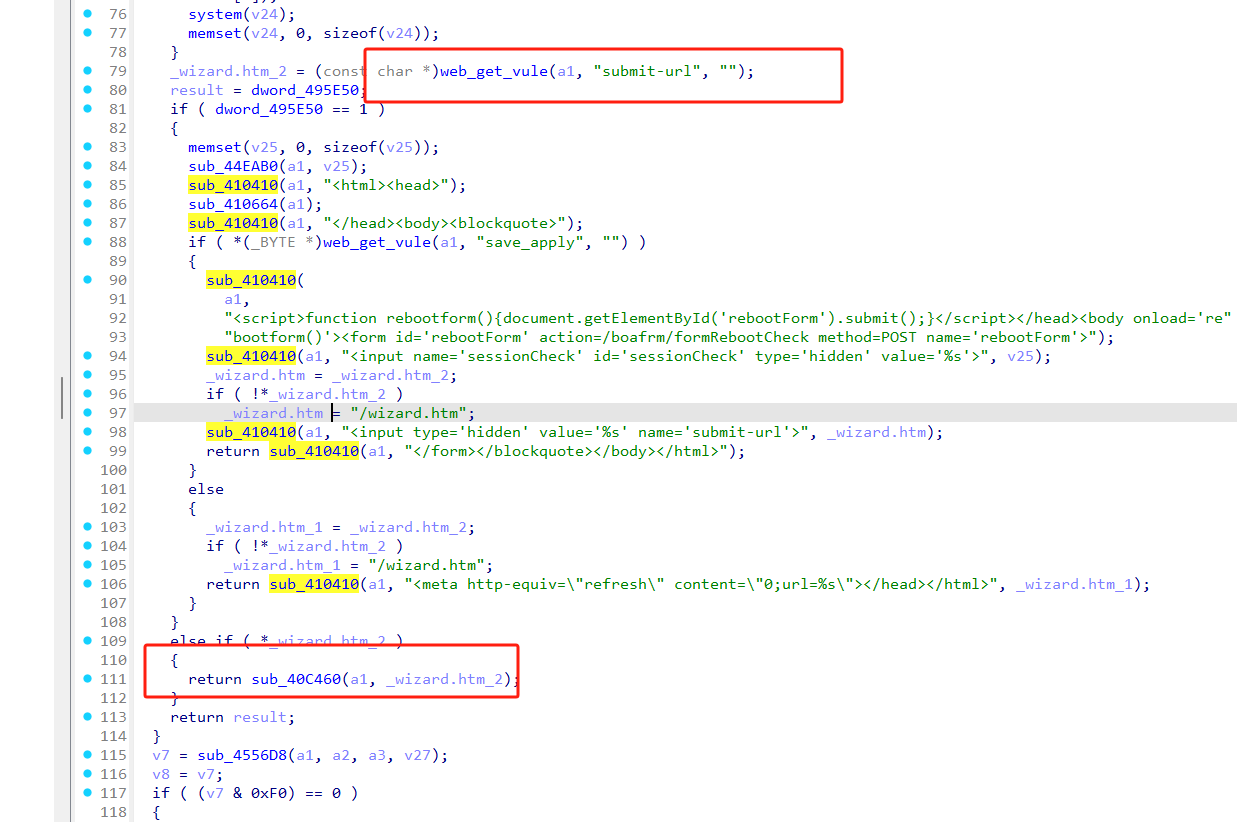 76 system(v24);
77 memset(v24, 0, sizeof(v24));
78 }
79 _wizard.htm_2 = (const char *)web_get_vule(a1, "submit-url", "");
80 result = dword_495E50;
81 if ( dword_495E50 == 1 )
82 {
83 memset(v25, 0, sizeof(v25));
84 sub_44EAB0(a1, v25);
85 sub_410410(a1, "<html><head>");
86 sub_410664(a1);
87 sub_410410(a1, "</head><body><blockquote>");
88 if ( *(_BYTE *)web_get_vule(a1, "save_apply", "") )
89 {
90 sub_410410(
91 a1,
92 "<script>function rebootform(){document.getElementById('rebootForm').submit();}</script></head><body onload='re"
93 "bootform()'><form id='rebootForm' action=/boafrm/formRebootCheck method=POST name='rebootForm'>");
94 sub_410410(a1, "<input name='sessionCheck' id='sessionCheck' type='hidden' value='%s'>", v25);
95 _wizard.htm = _wizard.htm_2;
96 if ( !*_wizard.htm_2 )
97 _wizard.htm = "/wizard.htm";
98 sub_410410(a1, "<input type='hidden' value='%s' name='submit-url'>", _wizard.htm);
99 return sub_410410(a1, "</form></blockquote></body></html>");
100 }
101 else
102 {
103 _wizard.htm_1 = _wizard.htm_2;
104 if ( !*_wizard.htm_2 )
105 _wizard.htm_1 = "/wizard.htm";
106 return sub_410410(a1, "<meta http-equiv=\"refresh\" content=\"0;url=%s\"></head></html>", _wizard.htm_1);
107 }
108 }
109 else if ( *_wizard.htm_2 )
110 {
111 return sub_40C460(a1, _wizard.htm_2);
112 }
113 return result;
114 }
115 v7 = sub_4556D8(a1, a2, a3, v27);
116 v8 = v7;
117 if ( (v7 & 0xF0) == 0 )
118 {